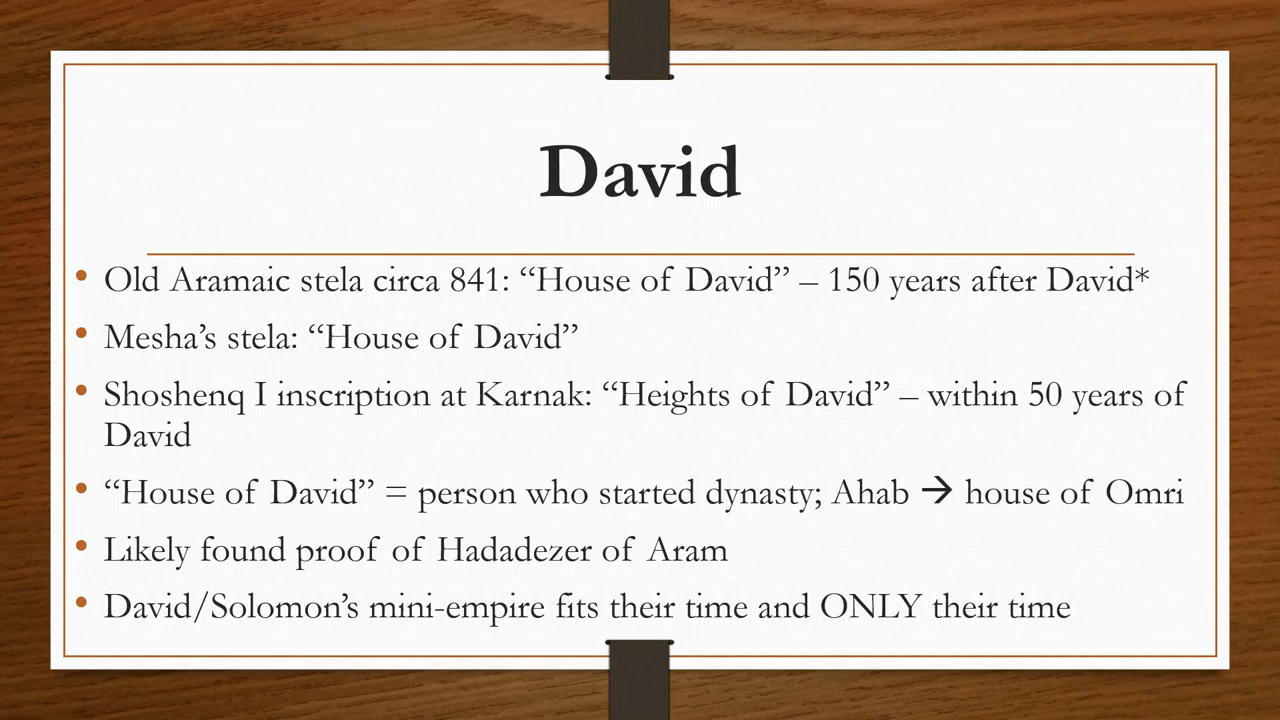 David
• Old Aramaic stela circa 841: “House of David” – 150 years after David*
• Mesha’s stela: “House of David”
• Shoshenq I inscription at Karnak: “Heights of David” – within 50 years of
David
• “House of David” = person who started dynasty; Ahab → house of Omri
• Likely found proof of Hadadezer of Aram
• David/Solomon’s mini-empire fits their time and ONLY their time